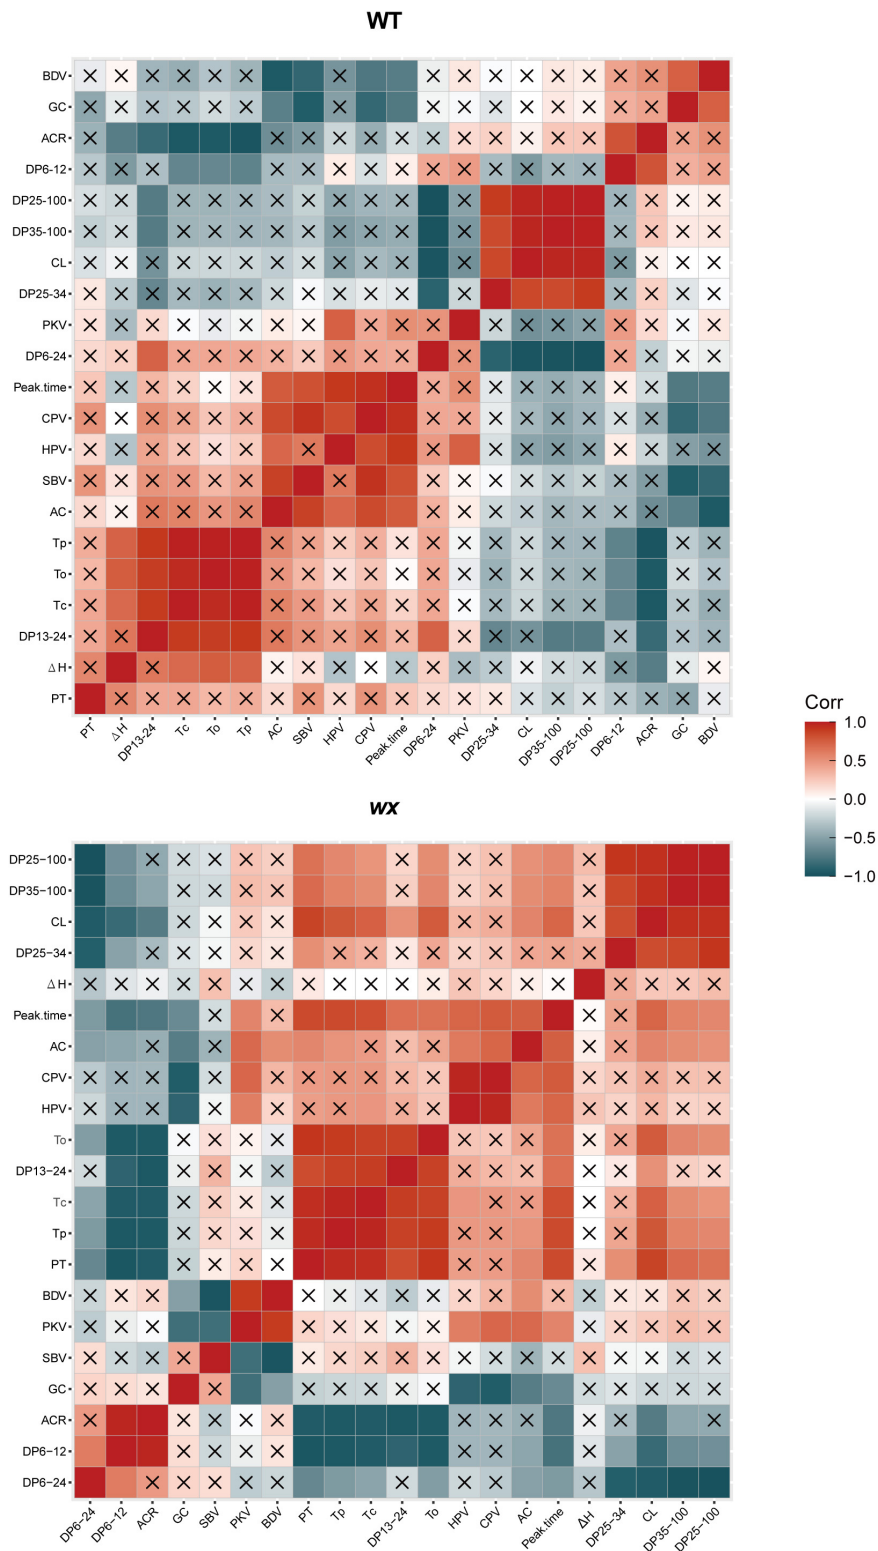 WT
BDV
GC
ACR
DP6-12
DP25-100
DP35-100
CL
DP25-34
PKV
DP6-24
Peak.time
CPV
HPV
SBV
AC
Tp
To
Tc
DP13-24
ΔH
PT
PT ΔH DP13-24 Tc To Tp AC SBV HPV CPV Peak.time DP6-24 PKV DP25-34 CL DP35-100 DP25-100 DP6-12 ACR GC BDV
Corr
1.0
0.5
0.0
−0.5
−1.0
wx
DP25−100
DP35−100
CL
DP25−34
ΔH
Peak.time
AC
CPV
HPV
To
DP13−24
Tc
Tp
PT
BDV
PKV
SBV
GC
ACR
DP6−12
DP6−24
DP6−24 DP6−12 ACR GC SBV PKV BDV PT Tp Tc DP13−24 To HPV CPV AC Peak.time ΔH DP25−34 CL DP35−100 DP25−100